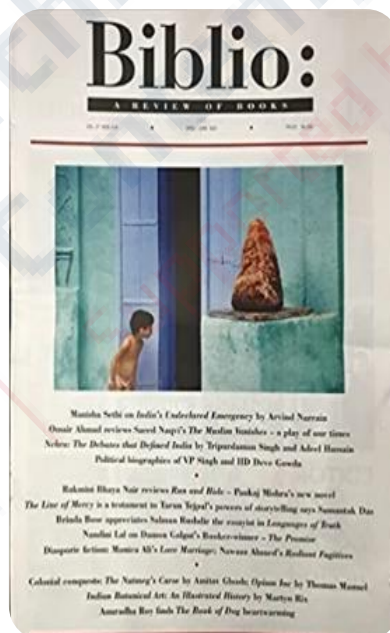 Biblio:
A REVIEW OF BOOKS
Manisha Sethi on India's Undeclared Emergency by Arvind Narrain
Omair Ahmad reviews Saeed Naqvi's The Muslim Vanishes – a play of our times
Nehru: The Debates that Defined India by Tripurdaman Singh and Adeel Hussain
Political biographies of VP Singh and HD Deve Gowda
Rukmini Bhaya Nair reviews Run and Hide – Pankaj Mishra's new novel
The Line of Mercy is a testament to Tarun Tejpal's powers of storytelling says Sumantak Das
Brinda Bose appreciates Salman Rushdie the essayist in Languages of Truth
Nandini Lal on Damon Galgut's Booker-winner – The Promise
Diasporic fiction: Monica Ali's Love Marriage; Nawaaz Ahmed's Radiant Fugitives
Colonial conquests: The Nutmeg's Curse by Amitav Ghosh; Opium Inc by Thomas Manuel
Indian Botanical Art: An Illustrated History by Martyn Rix
Anuradha Roy finds The Book of Dog heartwarming